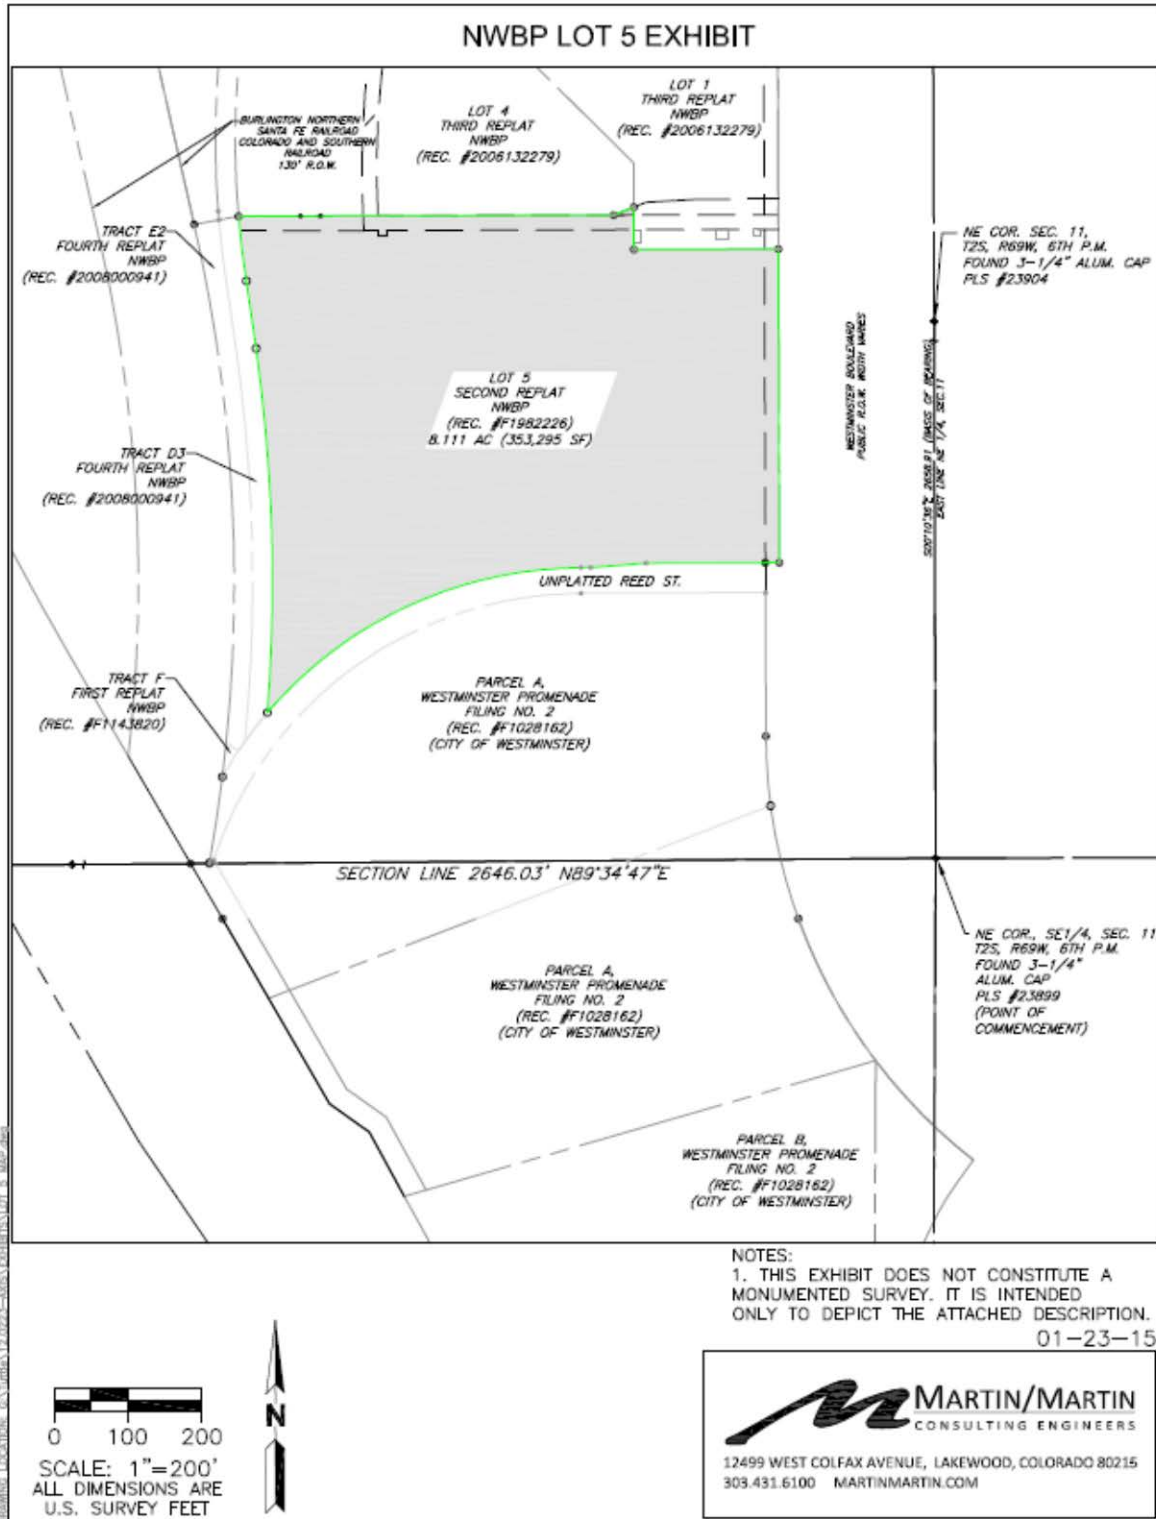 NWBP LOT 5 EXHIBIT
BURLINGTON NORTHERN
SANTA FE RAILROAD
COLORADO AND SOUTHERN
RAILROAD
130' R.O.W.
LOT 4
THIRD REPLAT
NWBP
(REC. #2006132279)
LOT 1
THIRD REPLAT
NWBP
(REC. #2006132279)
TRACT E2
FOURTH REPLAT
NWBP
(REC. #2008000941)
NE COR. SEC. 11,
T2S, R69W, 6TH P.M.
FOUND 3-1/4" ALUM. CAP
PLS #23904
LOT 5
SECOND REPLAT
NWBP
(REC. #F1982226)
8.111 AC (353,295 SF)
WESTMINSTER BOULEVARD
PUBLIC R.O.W. WIDTH VARIES
S00°10'36"E 2658.91 (BASIS OF BEARING)
EAST LINE NE 1/4, SEC.11
TRACT D3
FOURTH REPLAT
NWBP
(REC. #2008000941)
UNPLATTED REED ST.
TRACT F
FIRST REPLAT
NWBP
(REC. #F1143820)
PARCEL A,
WESTMINSTER PROMENADE
FILING NO. 2
(REC. #F1028162)
(CITY OF WESTMINSTER)
SECTION LINE 2646.03' N89°34'47"E
NE COR., SE1/4, SEC. 11
T2S, R69W, 6TH P.M.
FOUND 3-1/4"
ALUM. CAP
PLS #23899
(POINT OF
COMMENCEMENT)
PARCEL A,
WESTMINSTER PROMENADE
FILING NO. 2
(REC. #F1028162)
(CITY OF WESTMINSTER)
PARCEL B,
WESTMINSTER PROMENADE
FILING NO. 2
(REC. #F1028162)
(CITY OF WESTMINSTER)
NOTES:
1. THIS EXHIBIT DOES NOT CONSTITUTE A
MONUMENTED SURVEY. IT IS INTENDED
ONLY TO DEPICT THE ATTACHED DESCRIPTION.
01-23-15
0 100 200
SCALE: 1"=200'
ALL DIMENSIONS ARE
U.S. SURVEY FEET
N
MARTIN/MARTIN
CONSULTING ENGINEERS
12499 WEST COLFAX AVENUE, LAKEWOOD, COLORADO 80215
303.431.6100 MARTINMARTIN.COM